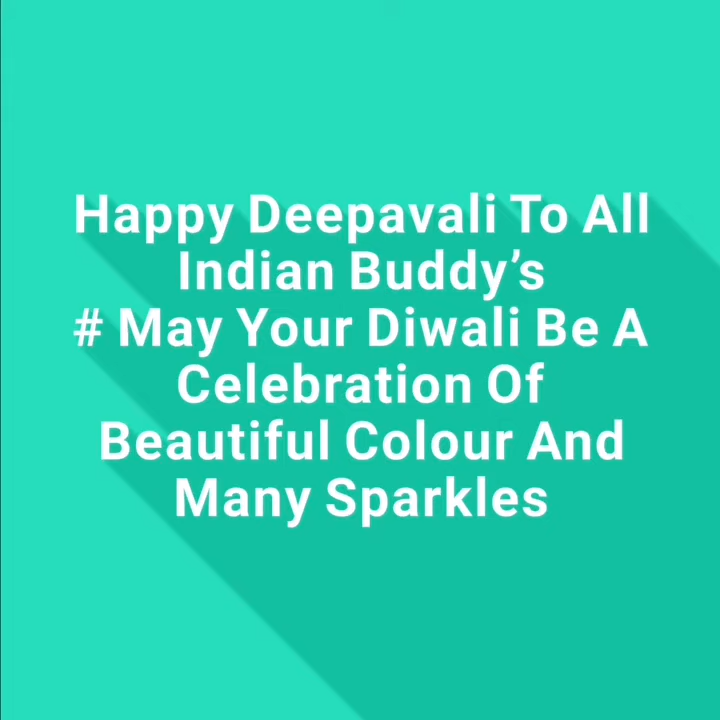 Happy Deepavali To All
Indian Buddy’s
# May Your Diwali Be A
Celebration Of
Beautiful Colour And
Many Sparkles